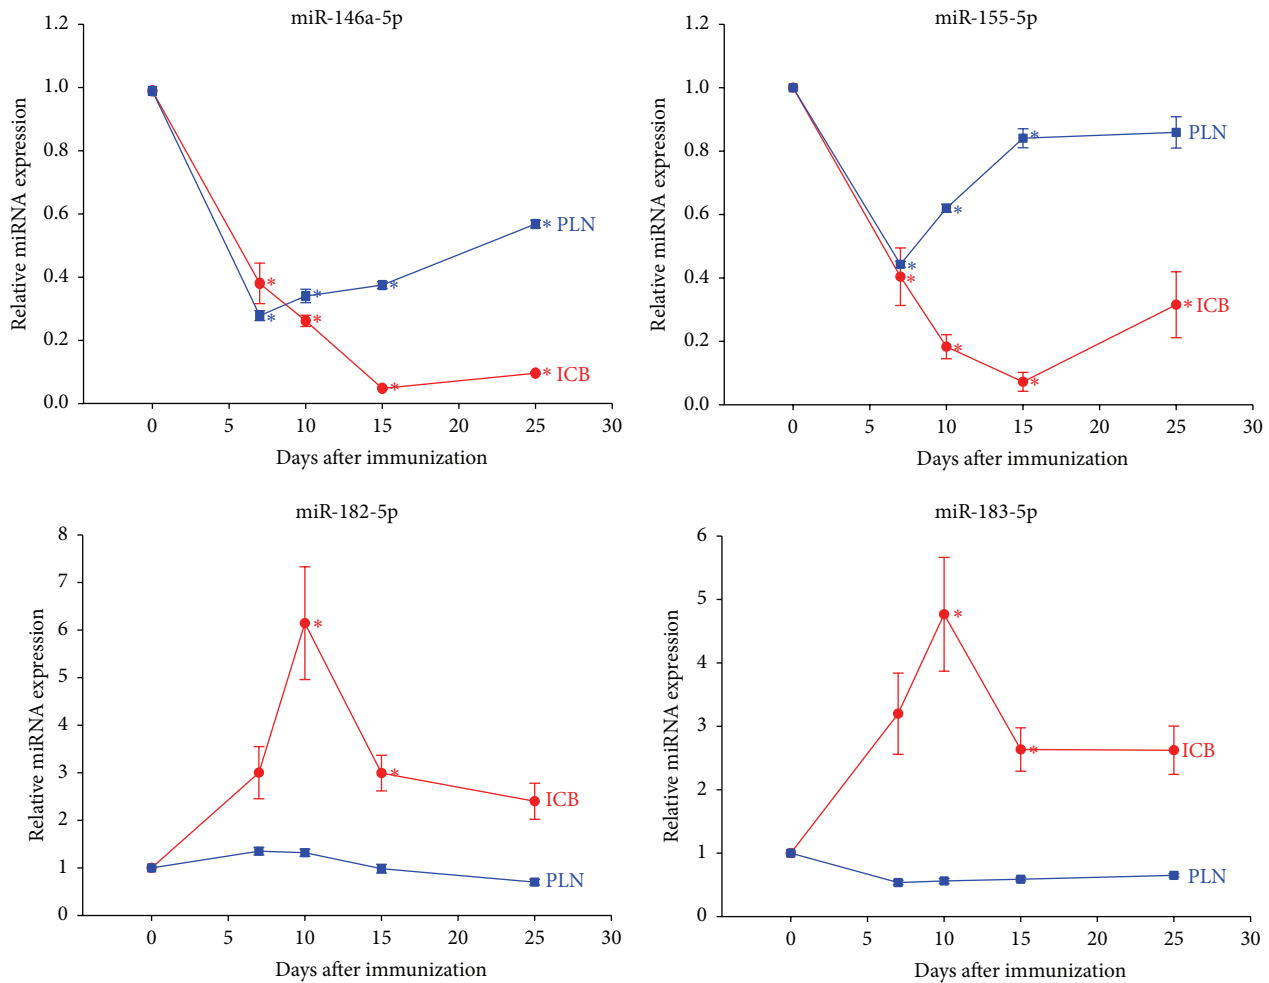 miR-146a-5p
1.2
1.0
0.8
0.6
0.4
0.2
0.0
Relative miRNA expression
* * * * PLN
* * * * ICB
0 5 10 15 20 25 30
Days after immunization
miR-155-5p
1.2
1.0
0.8
0.6
0.4
0.2
0.0
Relative miRNA expression
* * * PLN
* * * * ICB
0 5 10 15 20 25 30
Days after immunization
miR-182-5p
8
7
6
5
4
3
2
1
0
Relative miRNA expression
* * ICB
PLN
0 5 10 15 20 25 30
Days after immunization
miR-183-5p
6
5
4
3
2
1
0
Relative miRNA expression
* * ICB
PLN
0 5 10 15 20 25 30
Days after immunization